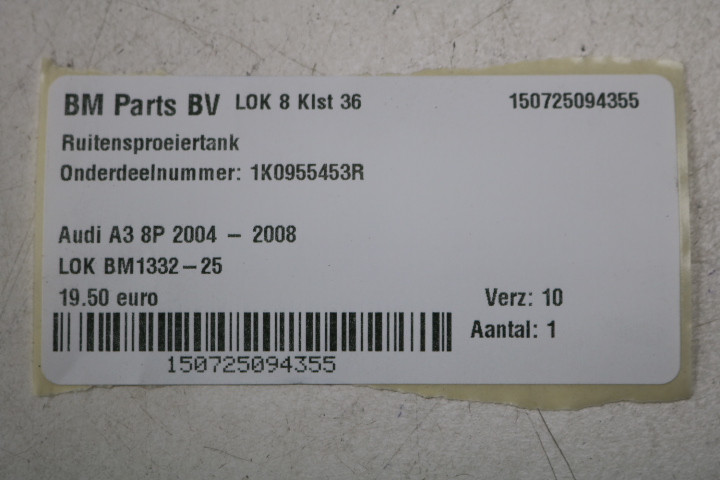 BM Parts BV LOK 8 Klst 36 150725094355
Ruitensproeiertank
Onderdeelnummer: 1K0955453R
Audi A3 8P 2004 – 2008
LOK BM1332–25
19.50 euro Verz: 10
Aantal: 1
150725094355